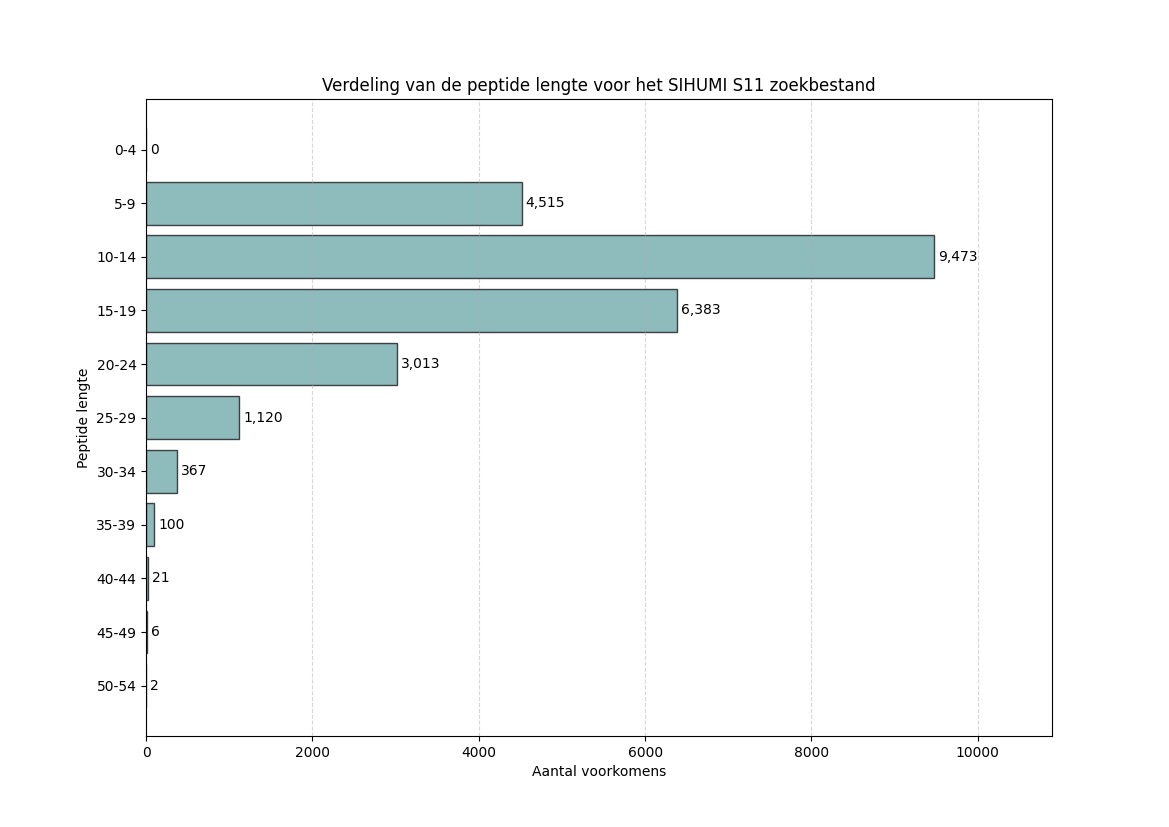 Verdeling van de peptide lengte voor het SIHUMI S11 zoekbestand
Peptide lengte
0-4 0
5-9 4,515
10-14 9,473
15-19 6,383
20-24 3,013
25-29 1,120
30-34 367
35-39 100
40-44 21
45-49 6
50-54 2
0 2000 4000 6000 8000 10000
Aantal voorkomens